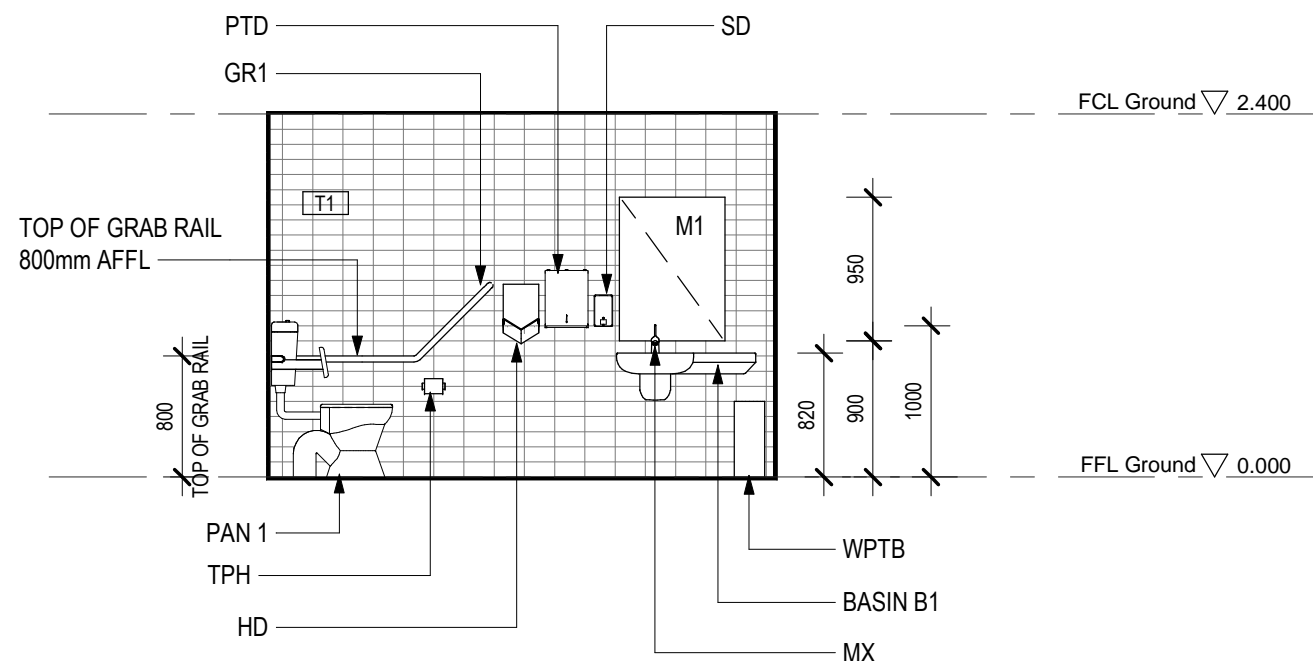 PTD
SD
GR1
FCL Ground 2.400
T1
M1
TOP OF GRAB RAIL
800mm AFFL
950
800
TOP OF GRAB RAIL
820
900
1000
FFL Ground 0.000
PAN 1
WPTB
TPH
BASIN B1
HD
MX